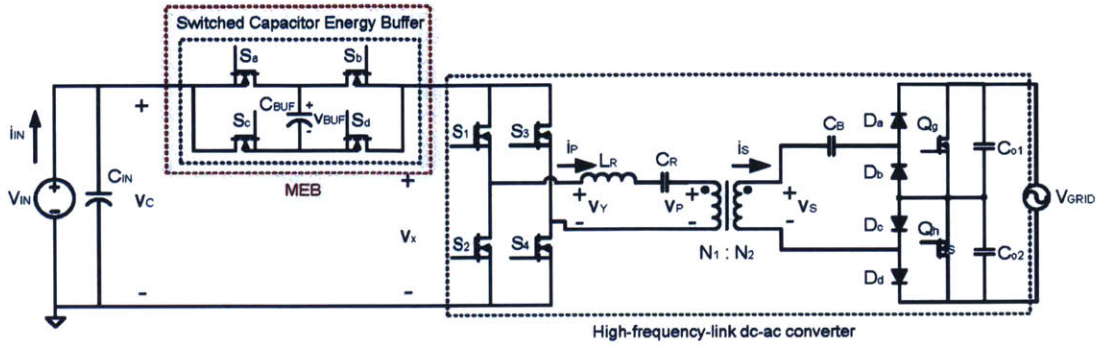 Switched Capacitor Energy Buffer
Sa
Sb
CBUF
+
VBUF
-
Sc
Sd
MEB
iIN
VIN
+
-
CIN
+
VC
-
+
Vx
-
S1
S3
S2
S4
iP
LR
CR
+
VY
-
VP
+
-
N1 : N2
iS
+
VS
-
CB
Da
Db
Dc
Dd
Qg
Qh
S
Co1
Co2
VGRID
High-frequency-link dc-ac converter